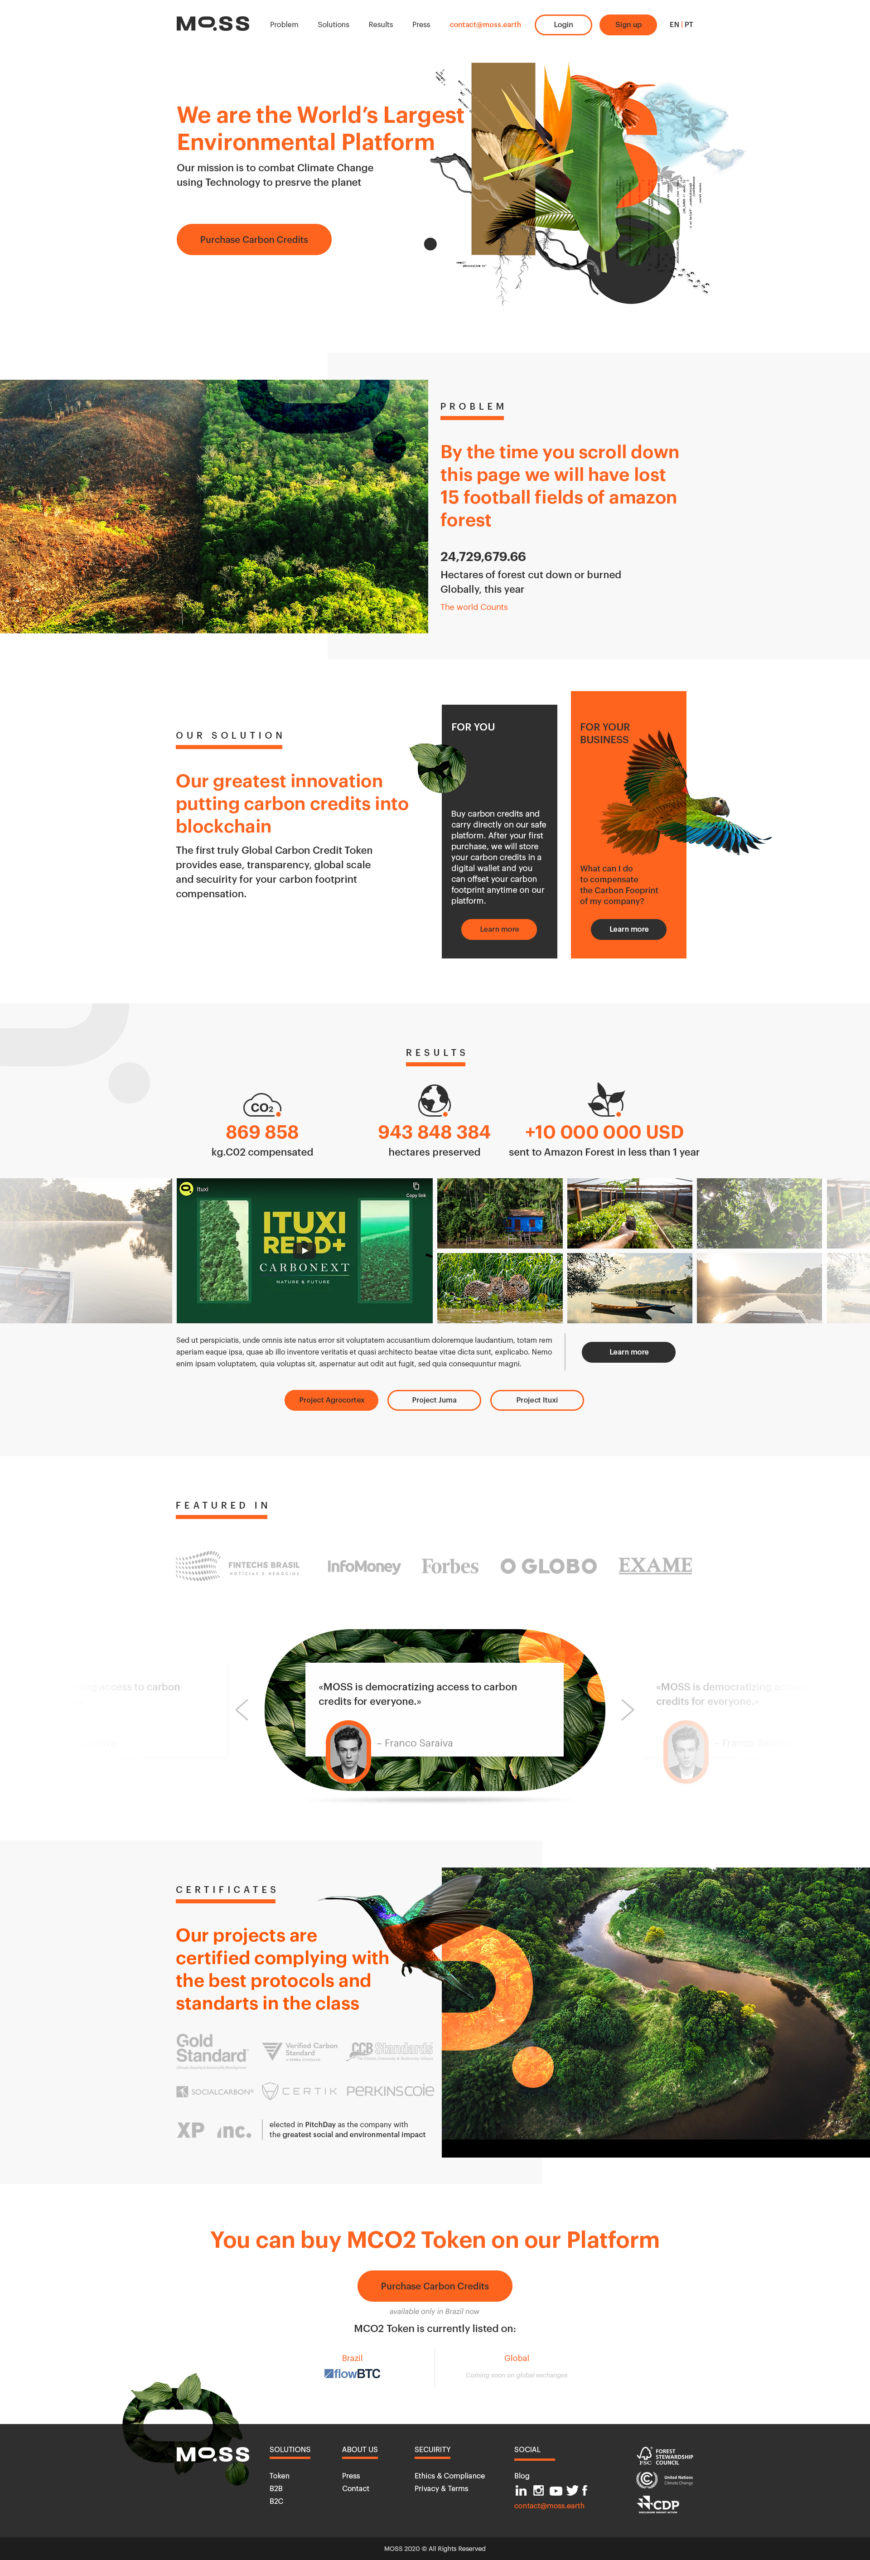 MOSS
Problem Solutions Results Press contact@moss.earth Login Sign up EN | PT
We are the World's Largest
Environmental Platform
Our mission is to combat Climate Change
using Technology to presrve the planet
Purchase Carbon Credits
PROBLEM
By the time you scroll down
this page we will have lost
15 football fields of amazon
forest
24,729,679.66
Hectares of forest cut down or burned
Globally, this year
The world Counts
OUR SOLUTION
Our greatest innovation
putting carbon credits into
blockchain
The first truly Global Carbon Credit Token
provides ease, transparency, global scale
and secuirity for your carbon footprint
compensation.
FOR YOU
Buy carbon credits and
carry directly on our safe
platform. After your first
purchase, we will store
your carbon credits in a
digital wallet and you
can offset your carbon
footprint anytime on our
platform.
Learn more
FOR YOUR
BUSINESS
What can I do
to compensate
the Carbon Fooprint
of my company?
Learn more
RESULTS
CO2
869 858
kg.C02 compensated
943 848 384
hectares preserved
+10 000 000 USD
sent to Amazon Forest in less than 1 year
Ituxi
Copy link
ITUXI
REDD+
CARBONEXT
NATURE & FUTURE
Sed ut perspiciatis, unde omnis iste natus error sit voluptatem accusantium doloremque laudantium, totam rem
aperiam eaque ipsa, quae ab illo inventore veritatis et quasi architecto beatae vitae dicta sunt, explicabo. Nemo
enim ipsam voluptatem, quia voluptas sit, aspernatur aut odit aut fugit, sed quia consequuntur magni.
Learn more
Project Agrocortex Project Juma Project Ituxi
FEATURED IN
FINTECHS BRASIL
NOTÍCIAS E NEGÓCIOS
InfoMoney
Forbes
O GLOBO
EXAME
access to carbon
«MOSS is democratizing access to carbon
credits for everyone.»
– Franco Saraiva
«MOSS is democratizing
credits for everyone.»
– Franco Saraiva
CERTIFICATES
Our projects are
certified complying with
the best protocols and
standarts in the class
Gold
Standard
Verified Carbon
Standard
CCB Standards
SOCIALCARBON®
CERTIK
PERKINSCOIE
XP inc.
elected in PitchDay as the company with
the greatest social and environmental impact
You can buy MCO2 Token on our Platform
Purchase Carbon Credits
available only in Brazil now
MCO2 Token is currently listed on:
Brazil
flowBTC
Global
Coming soon on global exchanges
MOSS
SOLUTIONS
Token
B2B
B2C
ABOUT US
Press
Contact
SECUIRITY
Ethics & Compliance
Privacy & Terms
SOCIAL
Blog
in
f
contact@moss.earth
FSC
FOREST
STEWARDSHIP
COUNCIL
United Nations
Climate Change
CDP
DISCLOSURE INSIGHT ACTION
MOSS 2020 © All Rights Reserved